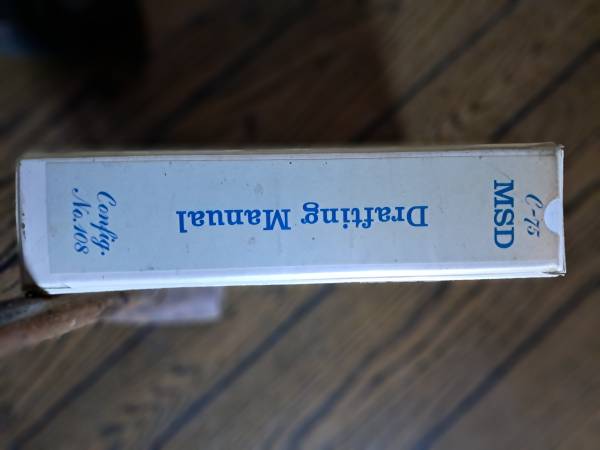 C-75
MSD
Drafting Manual
Config.
No. 108